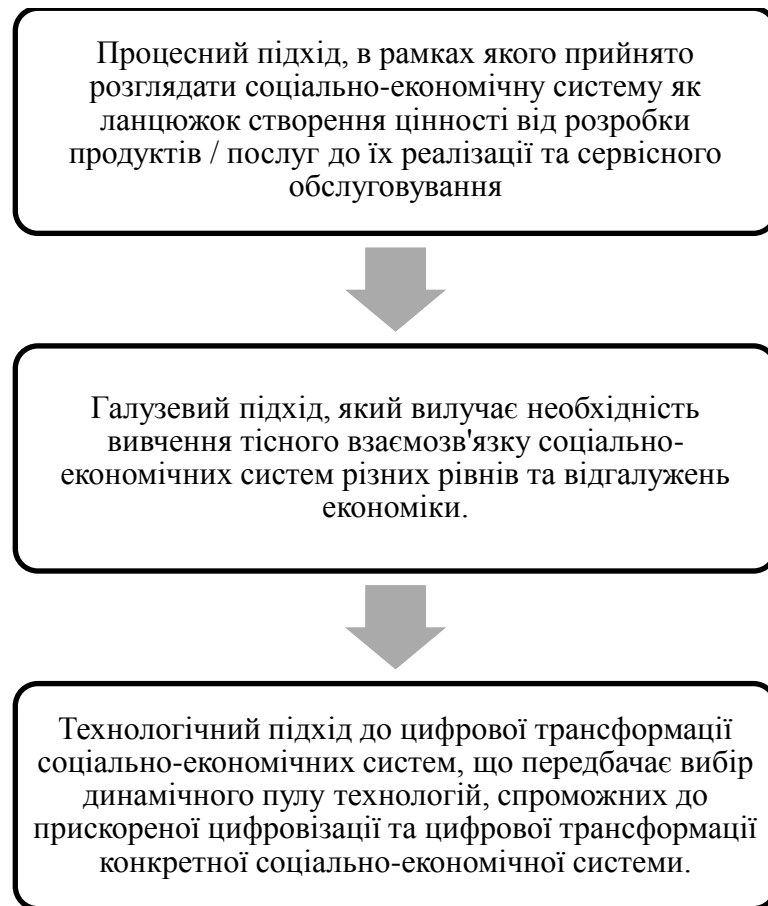 Процесний підхід, в рамках якого прийнято
розглядати соціально-економічну систему як
ланцюжок створення цінності від розробки
продуктів / послуг до їх реалізації та сервісного
обслуговування
Галузевий підхід, який вилучає необхідність
вивчення тісного взаємозв'язку соціально-
економічних систем різних рівнів та відгалужень
економіки.
Технологічний підхід до цифрової трансформації
соціально-економічних систем, що передбачає вибір
динамічного пулу технологій, спроможних до
прискореної цифровізації та цифрової трансформації
конкретної соціально-економічної системи.